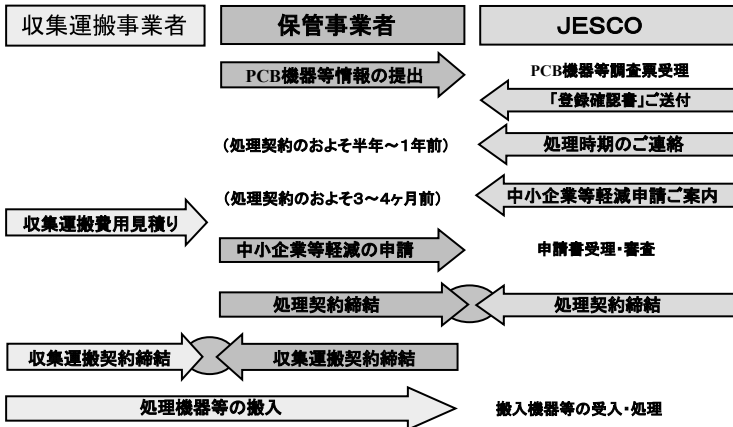 収集運搬事業者 保管事業者 JESCO
PCB機器等情報の提出 PCB機器等調査票受理
「登録確認書」ご送付
(処理契約のおよそ半年～1年前) 処理時期のご連絡
(処理契約のおよそ3～4ヶ月前) 中小企業等軽減申請ご案内
収集運搬費用見積り
中小企業等軽減の申請 申請書受理・審査
処理契約締結 処理契約締結
収集運搬契約締結 収集運搬契約締結
処理機器等の搬入 搬入機器等の受入・処理